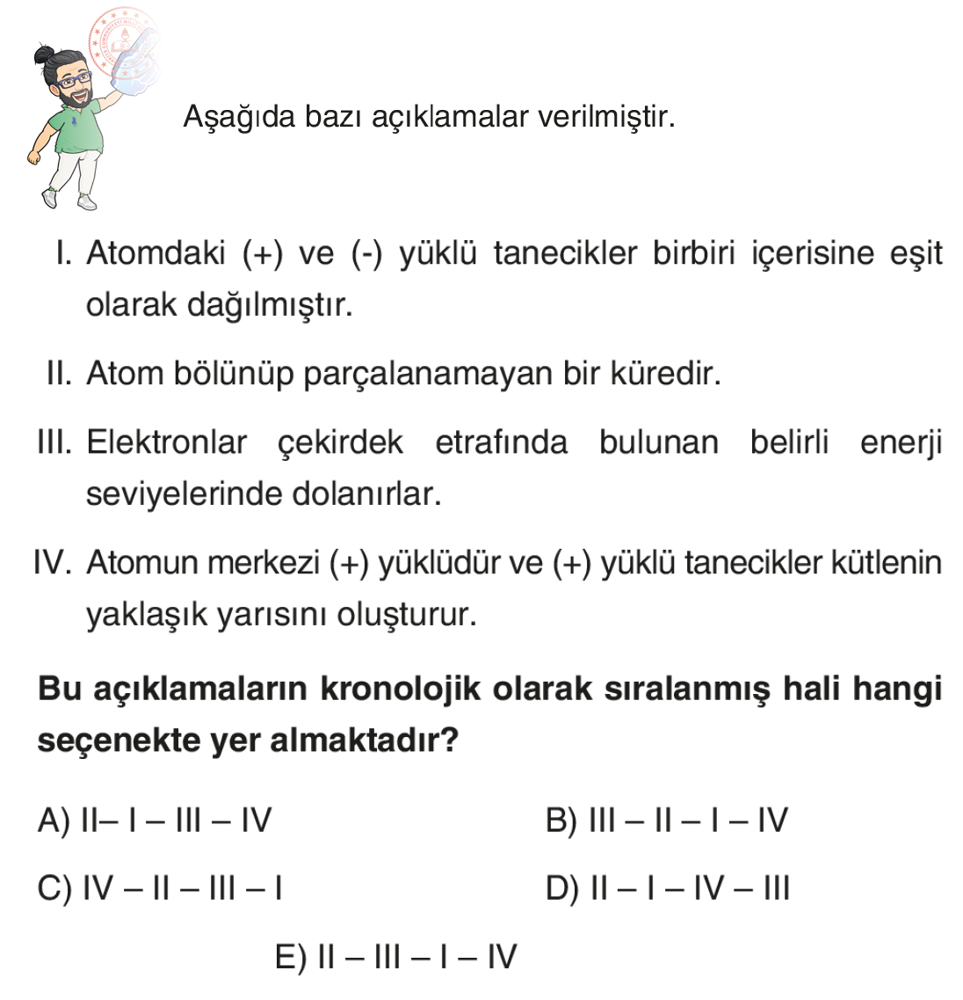 Aşağıda bazı açıklamalar verilmiştir.
I. Atomdaki (+) ve (-) yüklü tanecikler birbiri içerisine eşit
olarak dağılmıştır.
II. Atom bölünüp parçalanamayan bir küredir.
III. Elektronlar çekirdek etrafında bulunan belirli enerji
seviyelerinde dolanırlar.
IV. Atomun merkezi (+) yüklüdür ve (+) yüklü tanecikler kütlenin
yaklaşık yarısını oluşturur.
Bu açıklamaların kronolojik olarak sıralanmış hali hangi
seçenekte yer almaktadır?
A) II– I – III – IV
B) III – II – I – IV
C) IV – II – III – I
D) II – I – IV – III
E) II – III – I – IV